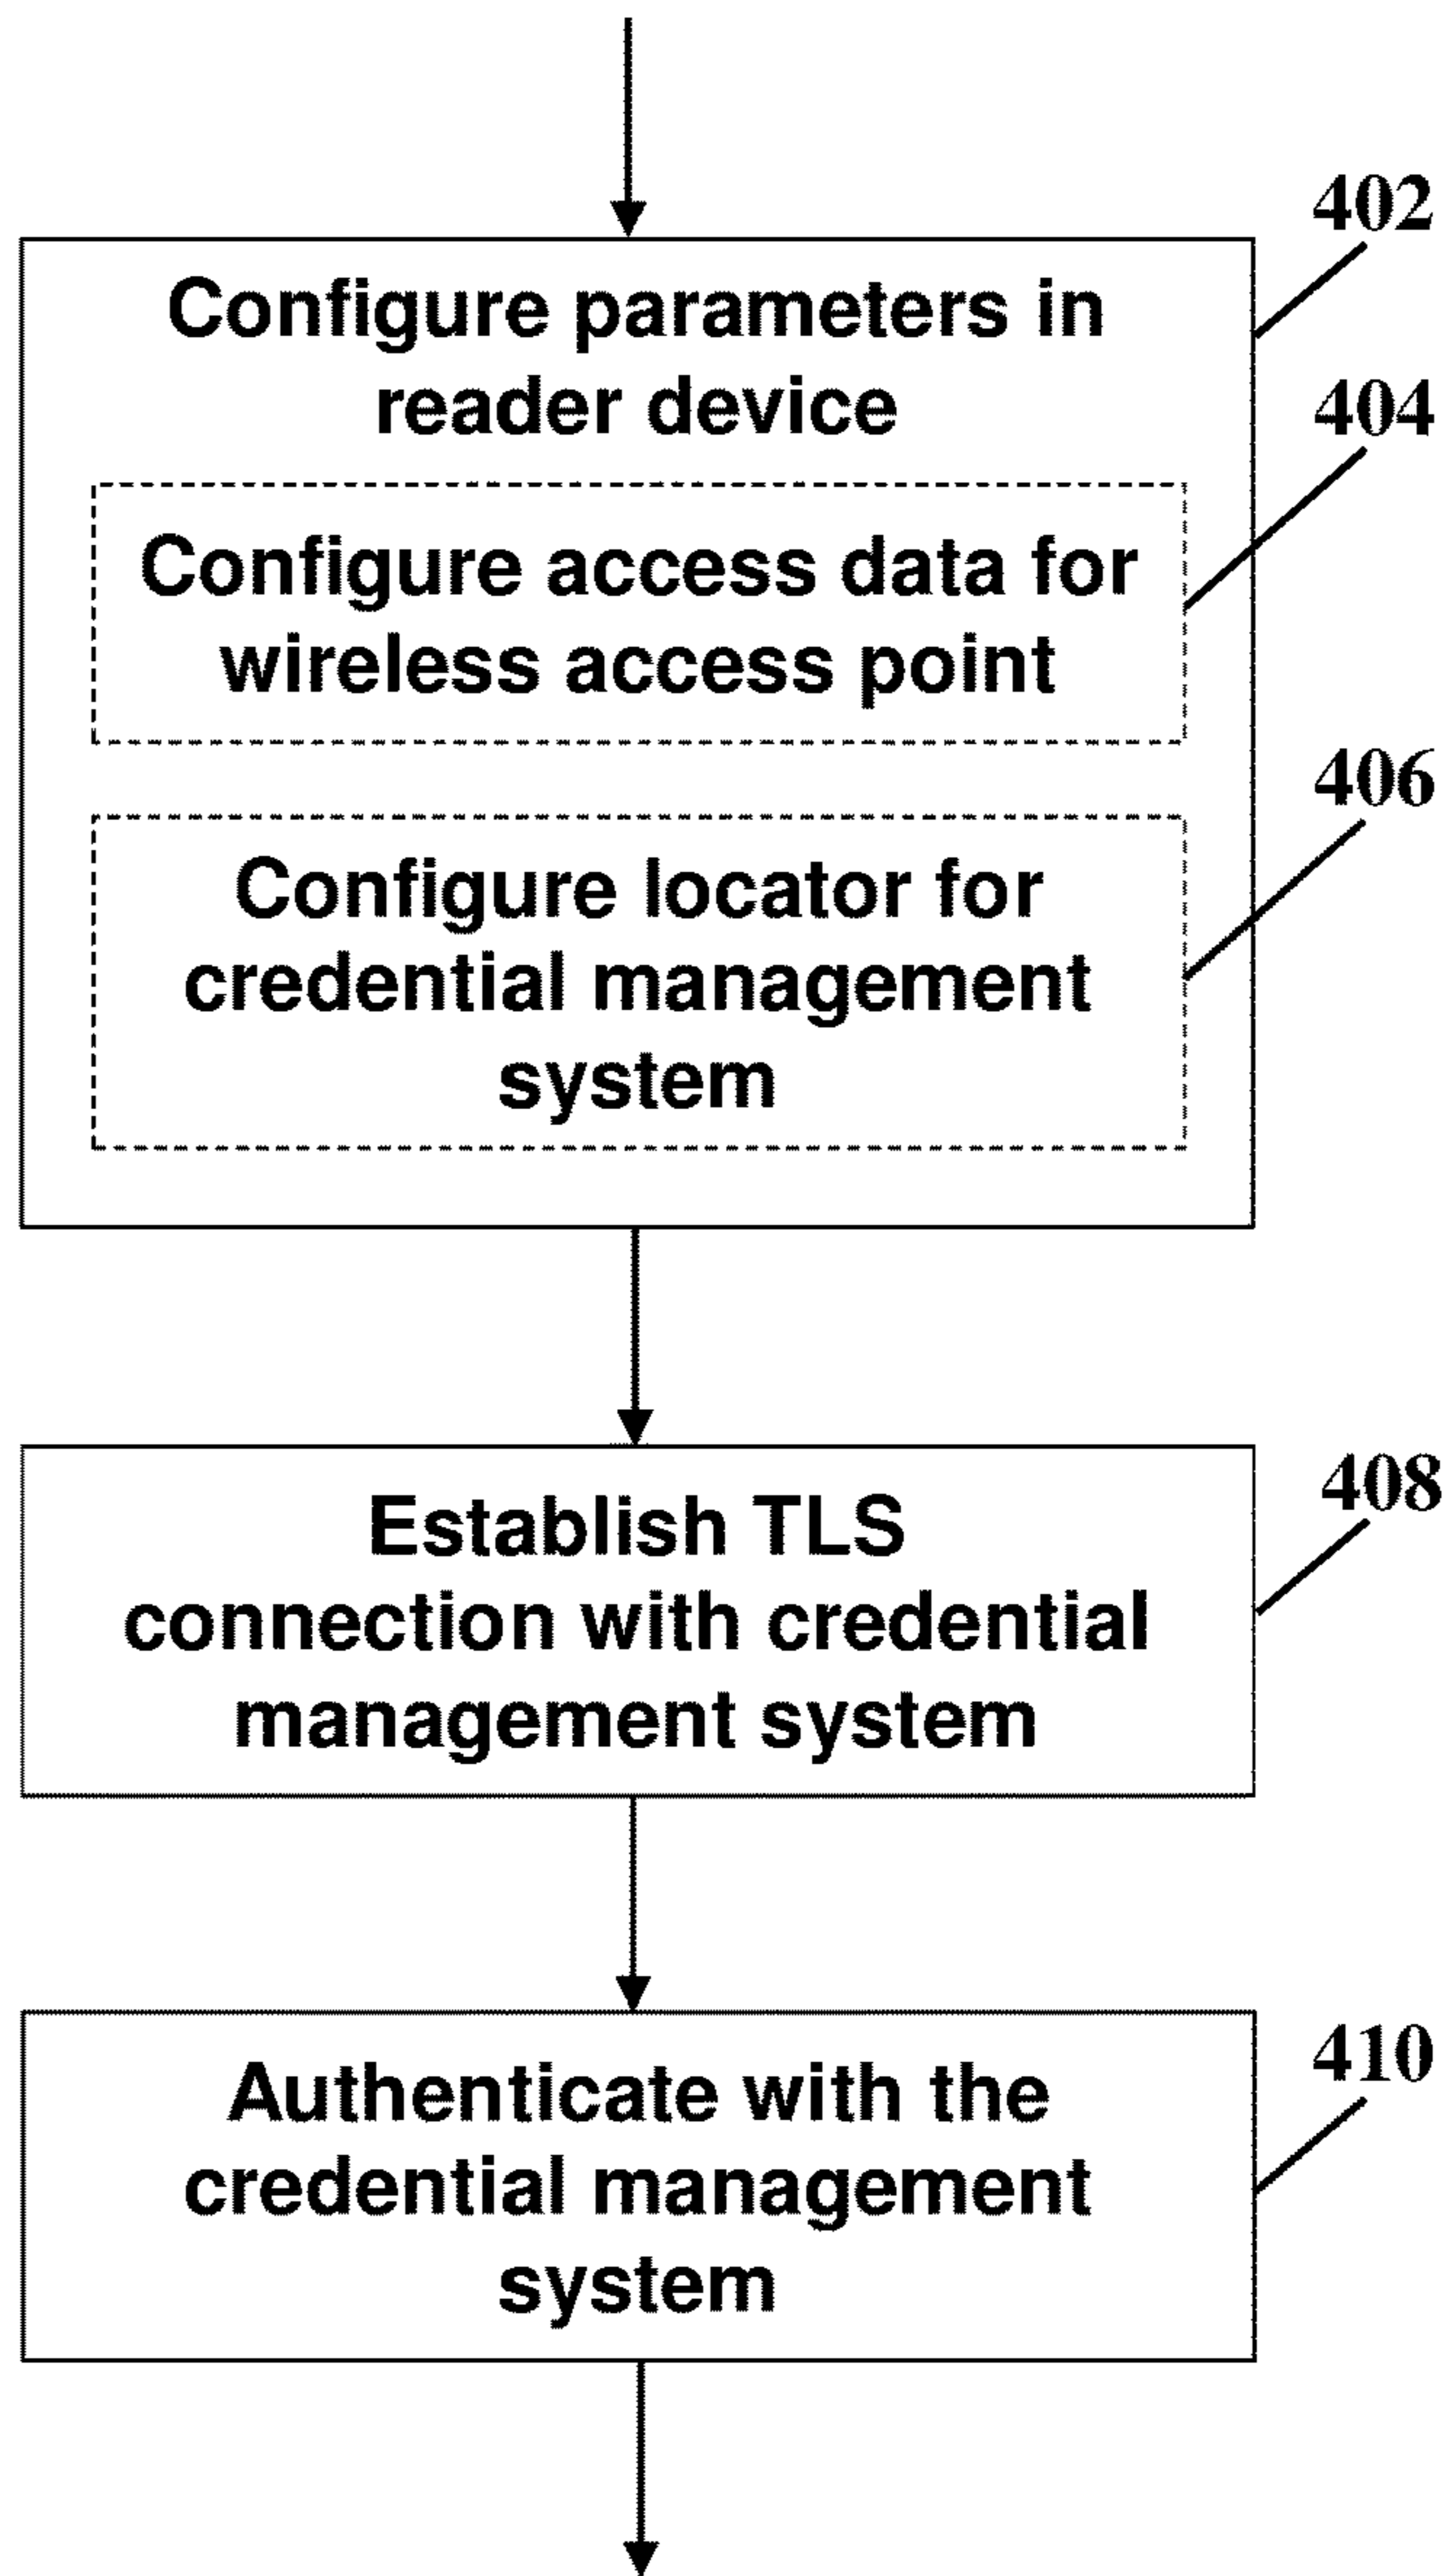 402
Configure parameters in
reader device
404
Configure access data for
wireless access point
406
Configure locator for
credential management
system
408
Establish TLS
connection with credential
management system
410
Authenticate with the
credential management
system